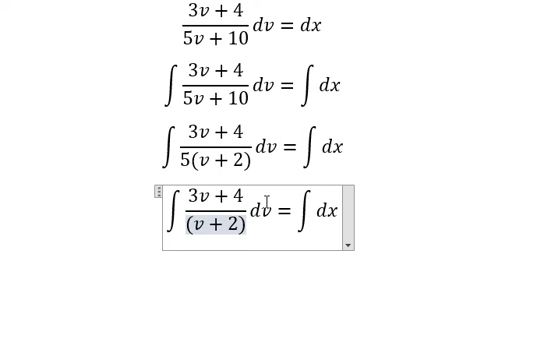 (3v + 4)/(5v + 10) dv = dx
∫ (3v + 4)/(5v + 10) dv = ∫ dx
∫ (3v + 4)/(5(v + 2)) dv = ∫ dx
∫ (3v + 4)/((v + 2)) dv = ∫ dx